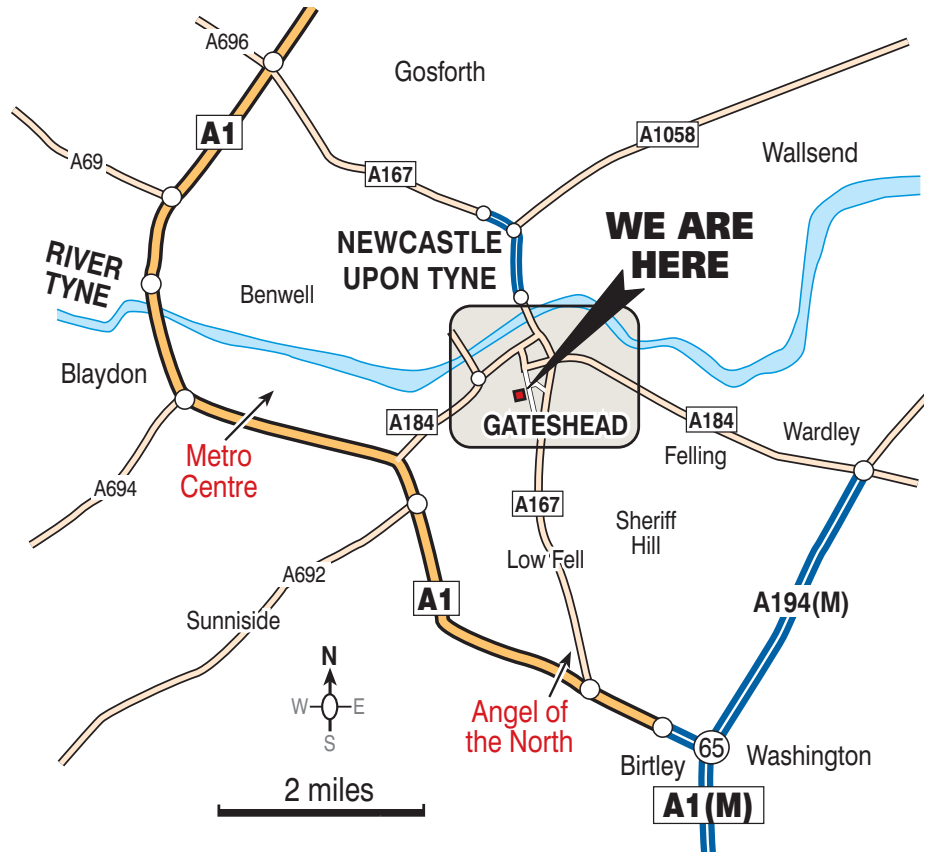 A696
Gosforth
A1
A1058
A69
A167
Wallsend
WE ARE
HERE
NEWCASTLE
UPON TYNE
RIVER
TYNE
Benwell
Blaydon
A184
GATESHEAD
A184
Wardley
Felling
Metro
Centre
A694
A167
Sheriff
Hill
Low Fell
A692
A1
A194(M)
Sunniside
N
W
E
S
Angel of
the North
65
Washington
Birtley
2 miles
A1(M)